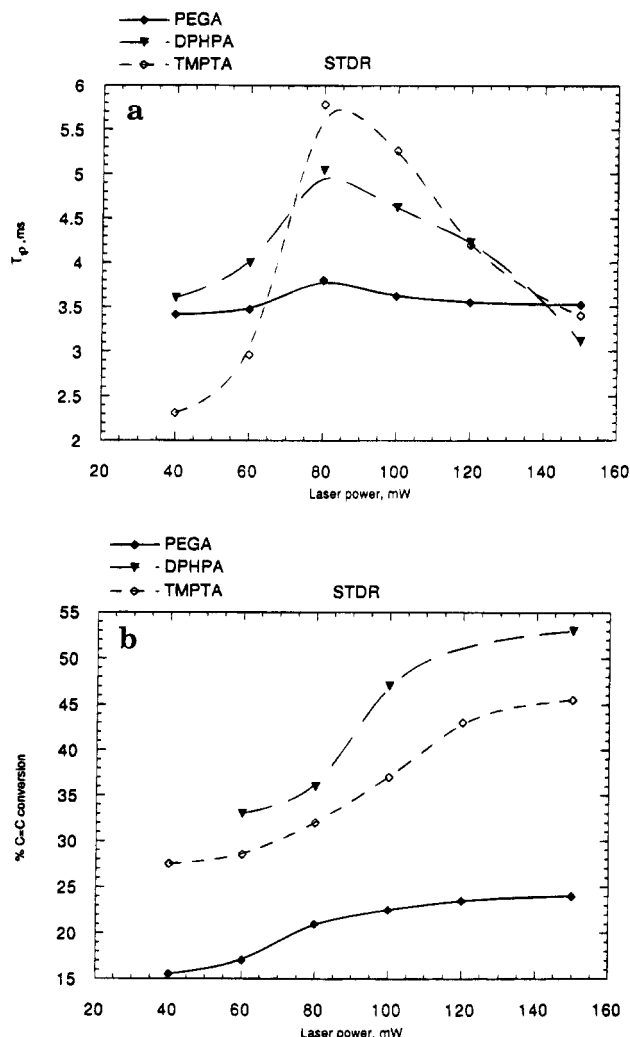 PEGA
DPHPA
TMPTA
STDR
a
6
5.5
5
4.5
4
3.5
3
2.5
2
T tp ,ms
20 40 60 80 100 120 140 160
Laser power, mW
PEGA
DPHPA
TMPTA
STDR
b
55
50
45
40
35
30
25
20
15
% C=C conversion
20 40 60 80 100 120 140 160
Laser power, mW